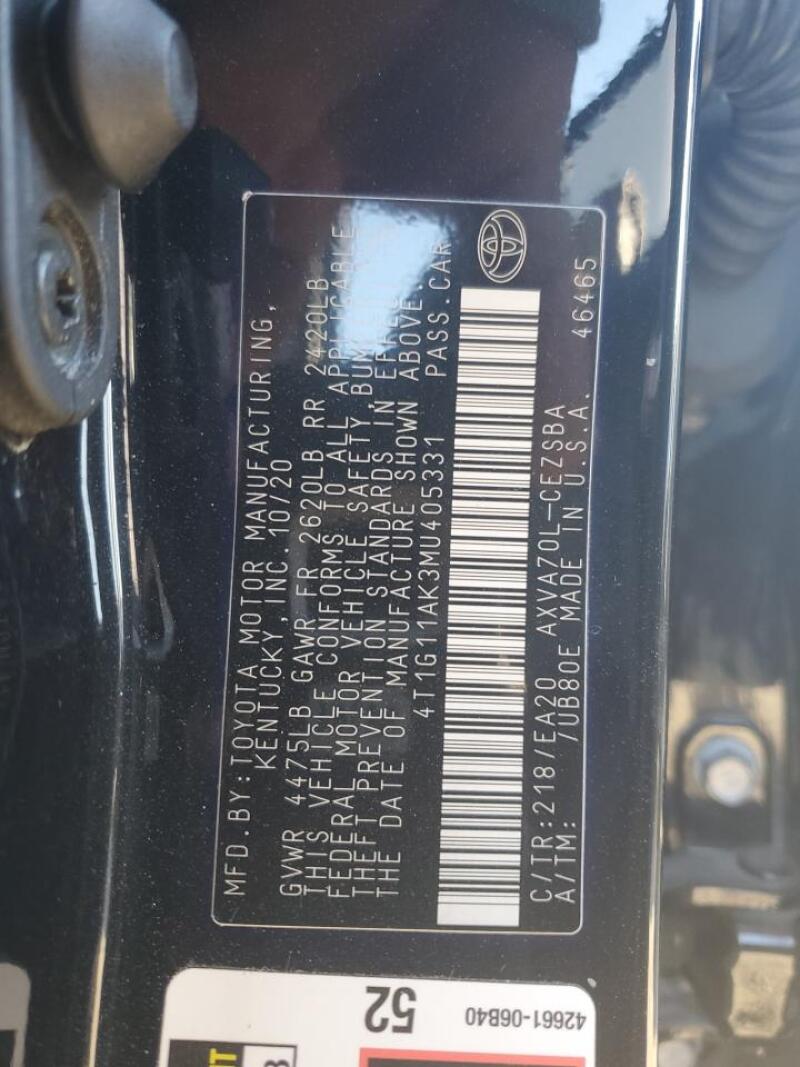 MFD.BY:TOYOTA MOTOR MANUFACTURING,
KENTUCKY,INC. 10/20
GVWR 4475LB GAWR FR 2620LB RR 2420LB
THIS VEHICLE CONFORMS TO ALL APPLICABLE
FEDERAL MOTOR VEHICLE SAFETY, BUMPER,
THEFT PREVENTION STANDARDS IN EFFECT
THE DATE OF MANUFACTURE SHOWN ABOVE.
4T1G11AK3MU405331 PASS.CAR
C/TR:218/EA20 AXVA70L-CEZSBA
A/TM: /UB80E MADE IN U.S.A. 46465
52
42661-06B40